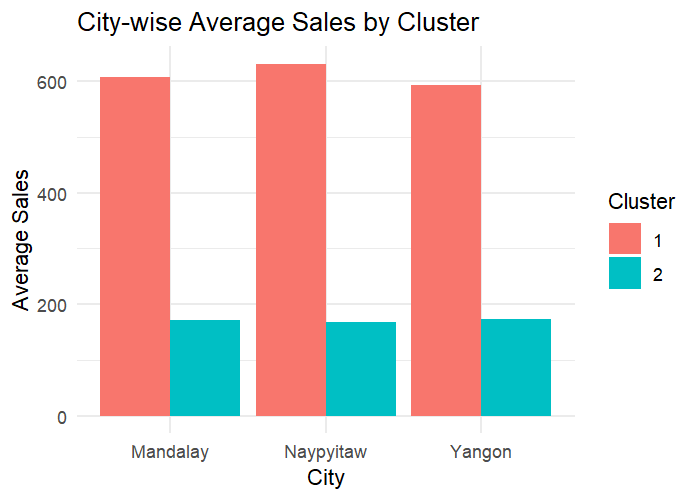 City-wise Average Sales by Cluster
600
400
200
0
Average Sales
Mandalay Naypyitaw Yangon
City
Cluster
1
2